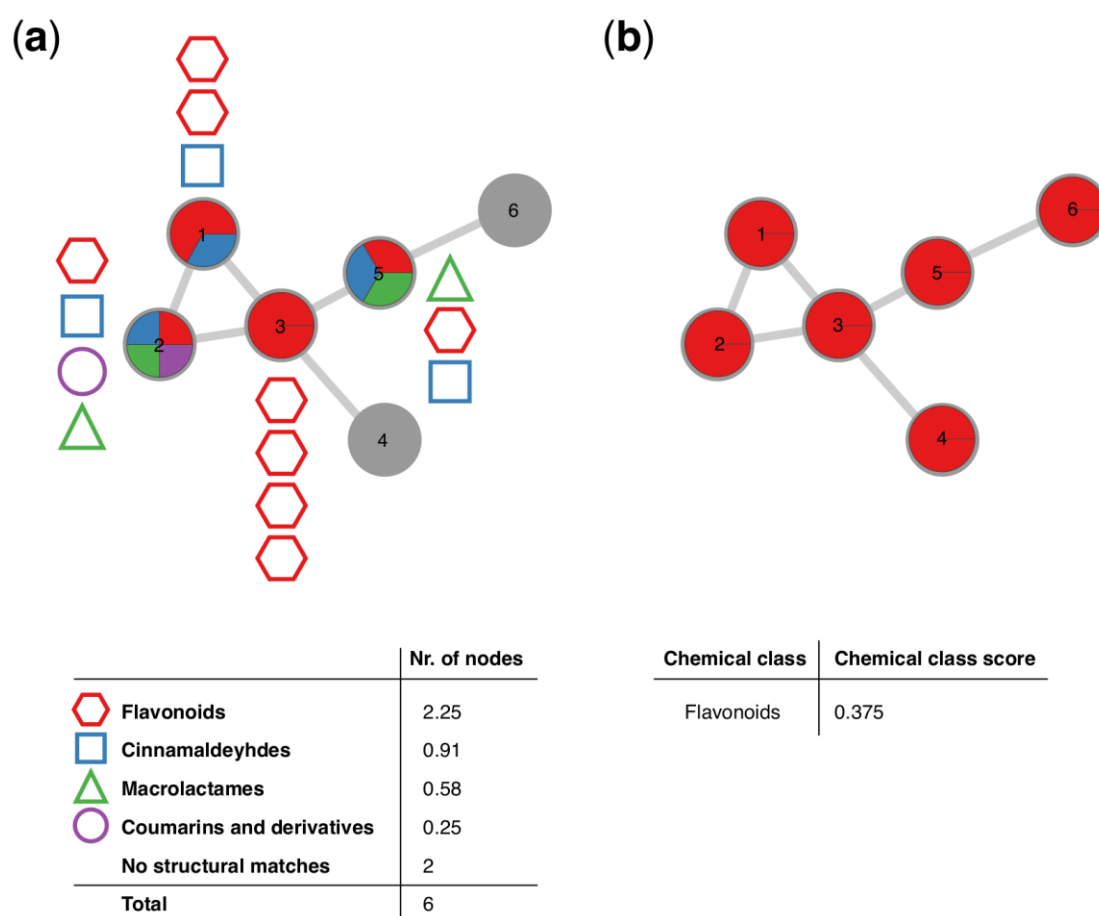 (a)
(b)
1
2
3
4
5
6
1
2
3
4
5
6
Nr. of nodes
Flavonoids 2.25
Cinnamaldeyhdes 0.91
Macrolactames 0.58
Coumarins and derivatives 0.25
No structural matches 2
Total 6
Chemical class Chemical class score
Flavonoids 0.375